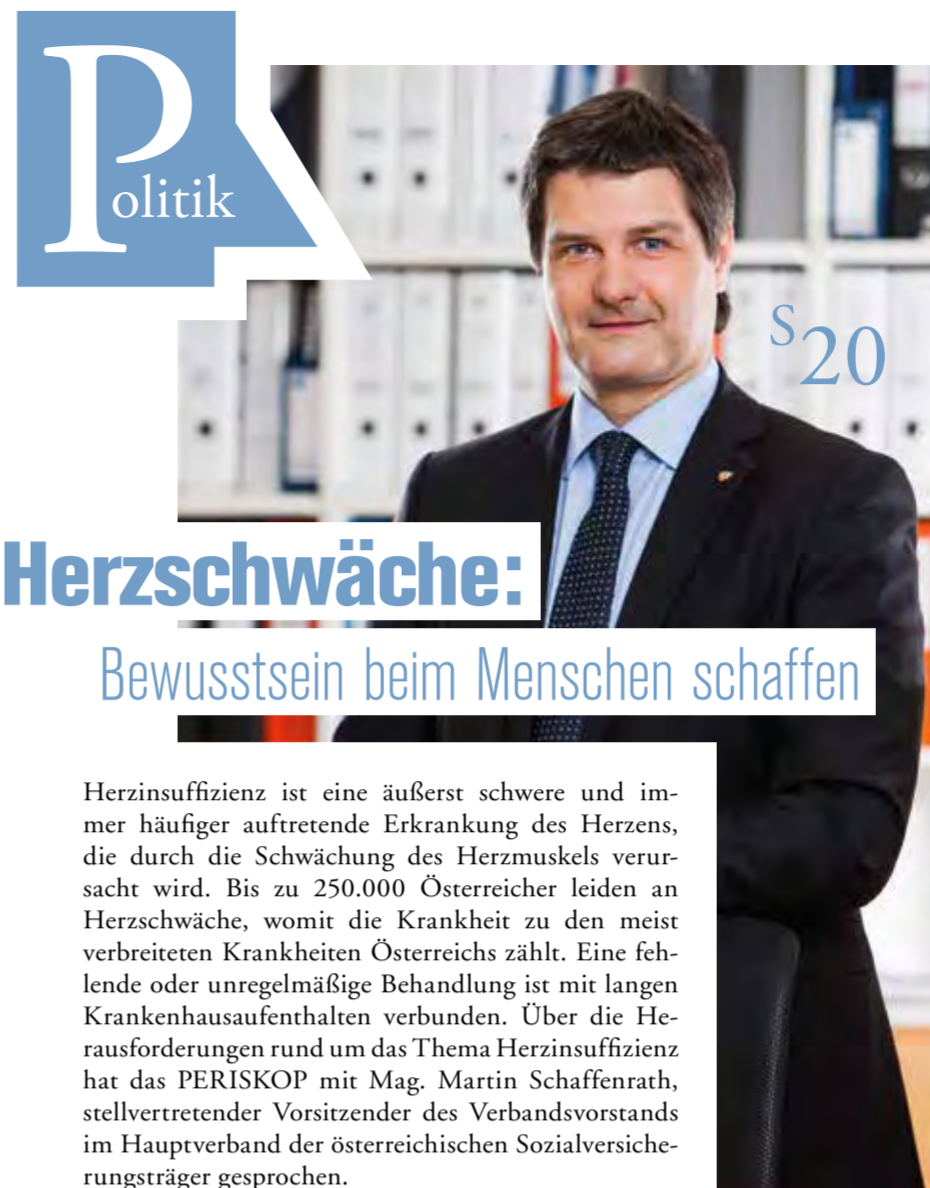 Politik
S20
Herzschwäche:
Bewusstsein beim Menschen schaffen
Herzinsuffizienz ist eine äußerst schwere und im-
mer häufiger auftretende Erkrankung des Herzens,
die durch die Schwächung des Herzmuskels verur-
sacht wird. Bis zu 250.000 Österreicher leiden an
Herzschwäche, womit die Krankheit zu den meist
verbreiteten Krankheiten Österreichs zählt. Eine feh-
lende oder unregelmäßige Behandlung ist mit langen
Krankenhausaufenthalten verbunden. Über die He-
rausforderungen rund um das Thema Herzinsuffizienz
hat das PERISKOP mit Mag. Martin Schaffenrath,
stellvertretender Vorsitzender des Verbandsvorstands
im Hauptverband der österreichischen Sozialversiche-
rungsträger gesprochen.